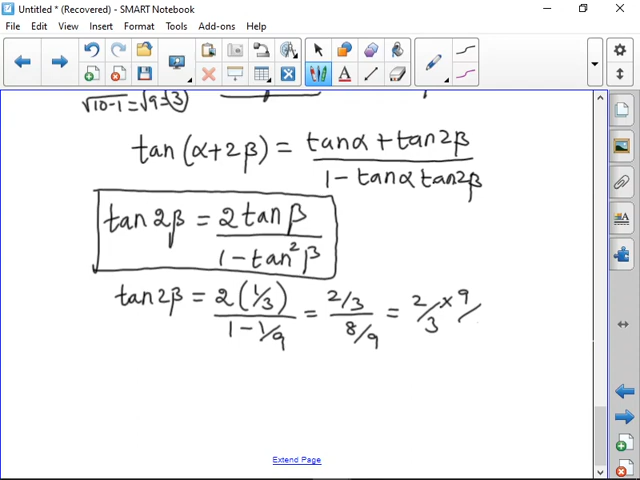 Untitled * (Recovered) - SMART Notebook
File Edit View Insert Format Tools Add-ons Help
√10-1 = √9 = 3
tan (α+2β) = tanα + tan2β / 1 - tanα tan2β
tan 2β = 2 tan β / 1 - tan² β
tan 2β = 2 (1/3) / 1 - 1/9 = 2/3 / 8/9 = 2/3 × 9/
Extend Page